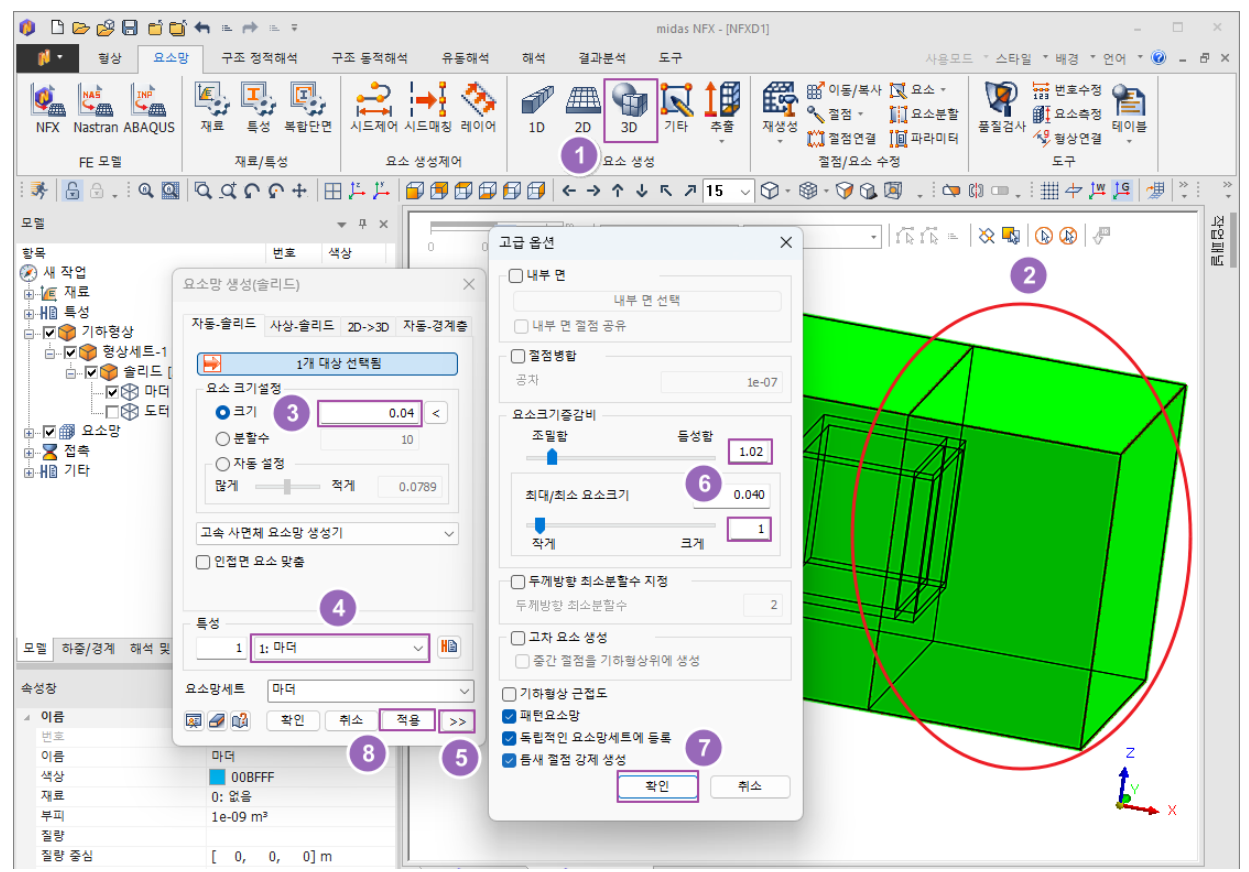 midas NFX - [NFXD1]
형상 요소망 구조 정적해석 구조 동적해석 유동해석 해석 결과분석 도구 사용모드 스타일 배경 언어
NAS INP
NFX Nastran ABAQUS 재료 특성 복합단면 시드제어 시드매칭 레이어 1D 2D 3D 기타 추출 재생성
이동/복사 요소
절점 요소분할
절점연결 파라미터
품질검사 번호수정
요소측정
형상연결
테이블
1
FE 모델 재료/특성 요소 생성제어 요소 생성 절점/요소 수정 도구
15
모델
항목 번호 색상
새 작업
재료
특성
기하형상
형상세트-1
솔리드 [
마더
도터
요소망
접촉
기타
모델 하중/경계 해석 및
속성창
이름
번호
이름 마더
색상 00BFFF
재료 0: 없음
부피 1e-09 m³
질량
질량 중심 [ 0, 0, 0] m
요소망 생성(솔리드)
자동-솔리드 사상-솔리드 2D->3D 자동-경계층
1개 대상 선택됨
요소 크기설정
크기 3 0.04 <
분할수 10
자동 설정
많게 적게 0.0789
고속 사면체 요소망 생성기
인접면 요소 맞춤
4
특성
1 1: 마더
요소망세트 마더
확인 취소 적용 >>
8 5
고급 옵션
내부 면
내부 면 선택
내부 면 절점 공유
절점병합
공차 1e-07
요소크기증감비
조밀함 듬성함
1.02
6
최대/최소 요소크기 0.040
1
작게 크게
두께방향 최소분할수 지정
두께방향 최소분할수 2
고차 요소 생성
중간 절점을 기하형상위에 생성
기하형상 근접도
패턴요소망
독립적인 요소망세트에 등록
틈새 절점 강제 생성
7
확인 취소
0
2
Z
Y
X
작업패널